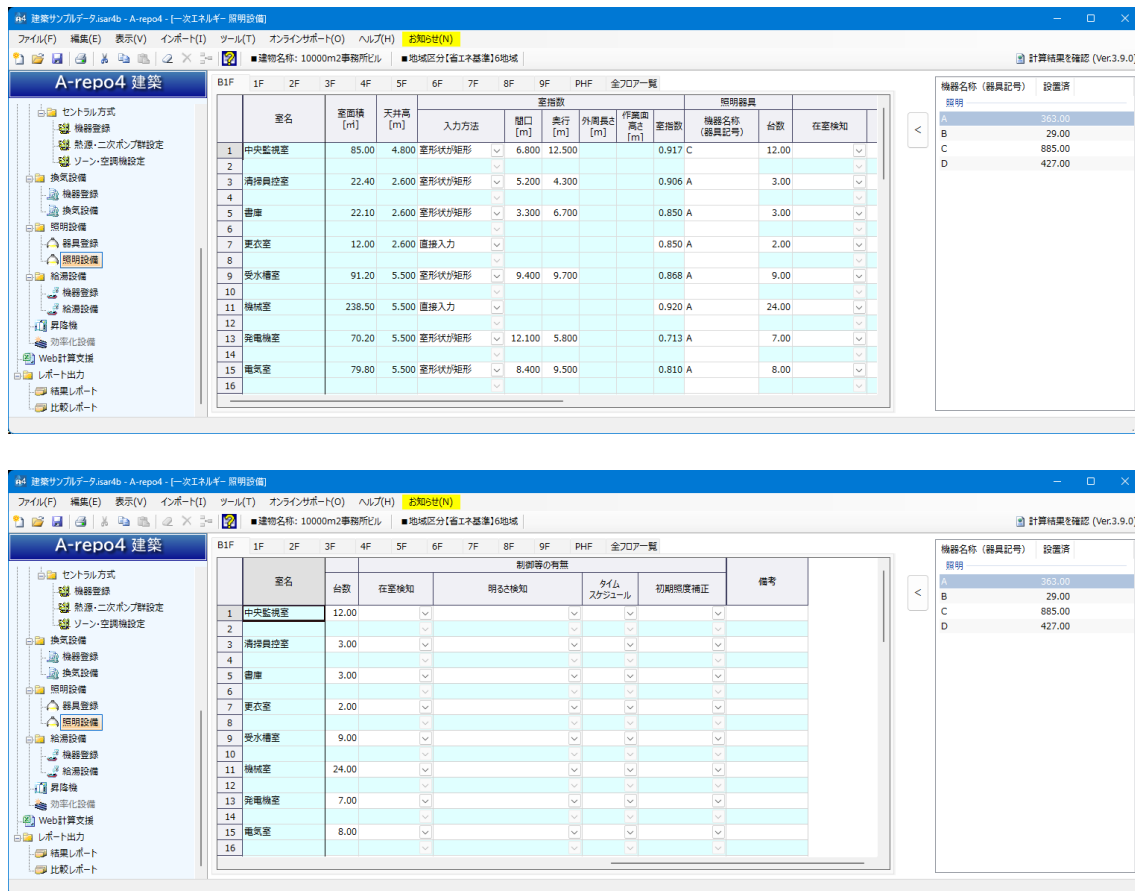 建築サンプルデータ.isar4b - A-repo4 - [一次エネルギー 照明設備]
ファイル(F) 編集(E) 表示(V) インポート(I) ツール(T) オンラインサポート(O) ヘルプ(H) お知らせ(N)
■建物名称: 10000m2事務所ビル ■地域区分【省エネ基準】6地域 計算結果を確認 (Ver.3.9.0)
A-repo4 建築
セントラル方式
機器登録
熱源・二次ポンプ群設定
ゾーン・空調機設定
換気設備
機器登録
換気設備
照明設備
器具登録
照明設備
給湯設備
機器登録
給湯設備
昇降機
効率化設備
Web計算支援
レポート出力
結果レポート
比較レポート
B1F 1F 2F 3F 4F 5F 6F 7F 8F 9F PHF 全フロア一覧
室名 室面積[㎡] 天井高[m] 室指数 照明器具
入力方法 間口[m] 奥行[m] 外周長さ[m] 作業面高さ[m] 室指数 機器名称(器具記号) 台数 在室検知
1 中央監視室 85.00 4.800 室形状が矩形 6.800 12.500 0.917 C 12.00
2
3 清掃員控室 22.40 2.600 室形状が矩形 5.200 4.300 0.906 A 3.00
4
5 書庫 22.10 2.600 室形状が矩形 3.300 6.700 0.850 A 3.00
6
7 更衣室 12.00 2.600 直接入力 0.850 A 2.00
8
9 受水槽室 91.20 5.500 室形状が矩形 9.400 9.700 0.868 A 9.00
10
11 機械室 238.50 5.500 直接入力 0.920 A 24.00
12
13 発電機室 70.20 5.500 室形状が矩形 12.100 5.800 0.713 A 7.00
14
15 電気室 79.80 5.500 室形状が矩形 8.400 9.500 0.810 A 8.00
16
<
機器名称（器具記号） 設置済
照明
A 363.00
B 29.00
C 885.00
D 427.00
建築サンプルデータ.isar4b - A-repo4 - [一次エネルギー 照明設備]
ファイル(F) 編集(E) 表示(V) インポート(I) ツール(T) オンラインサポート(O) ヘルプ(H) お知らせ(N)
■建物名称: 10000m2事務所ビル ■地域区分【省エネ基準】6地域 計算結果を確認 (Ver.3.9.0)
A-repo4 建築
セントラル方式
機器登録
熱源・二次ポンプ群設定
ゾーン・空調機設定
換気設備
機器登録
換気設備
照明設備
器具登録
照明設備
給湯設備
機器登録
給湯設備
昇降機
効率化設備
Web計算支援
レポート出力
結果レポート
比較レポート
B1F 1F 2F 3F 4F 5F 6F 7F 8F 9F PHF 全フロア一覧
室名 制御等の有無 備考
台数 在室検知 明るさ検知 タイムスケジュール 初期照度補正
1 中央監視室 12.00
2
3 清掃員控室 3.00
4
5 書庫 3.00
6
7 更衣室 2.00
8
9 受水槽室 9.00
10
11 機械室 24.00
12
13 発電機室 7.00
14
15 電気室 8.00
16
<
機器名称（器具記号） 設置済
照明
A 363.00
B 29.00
C 885.00
D 427.00